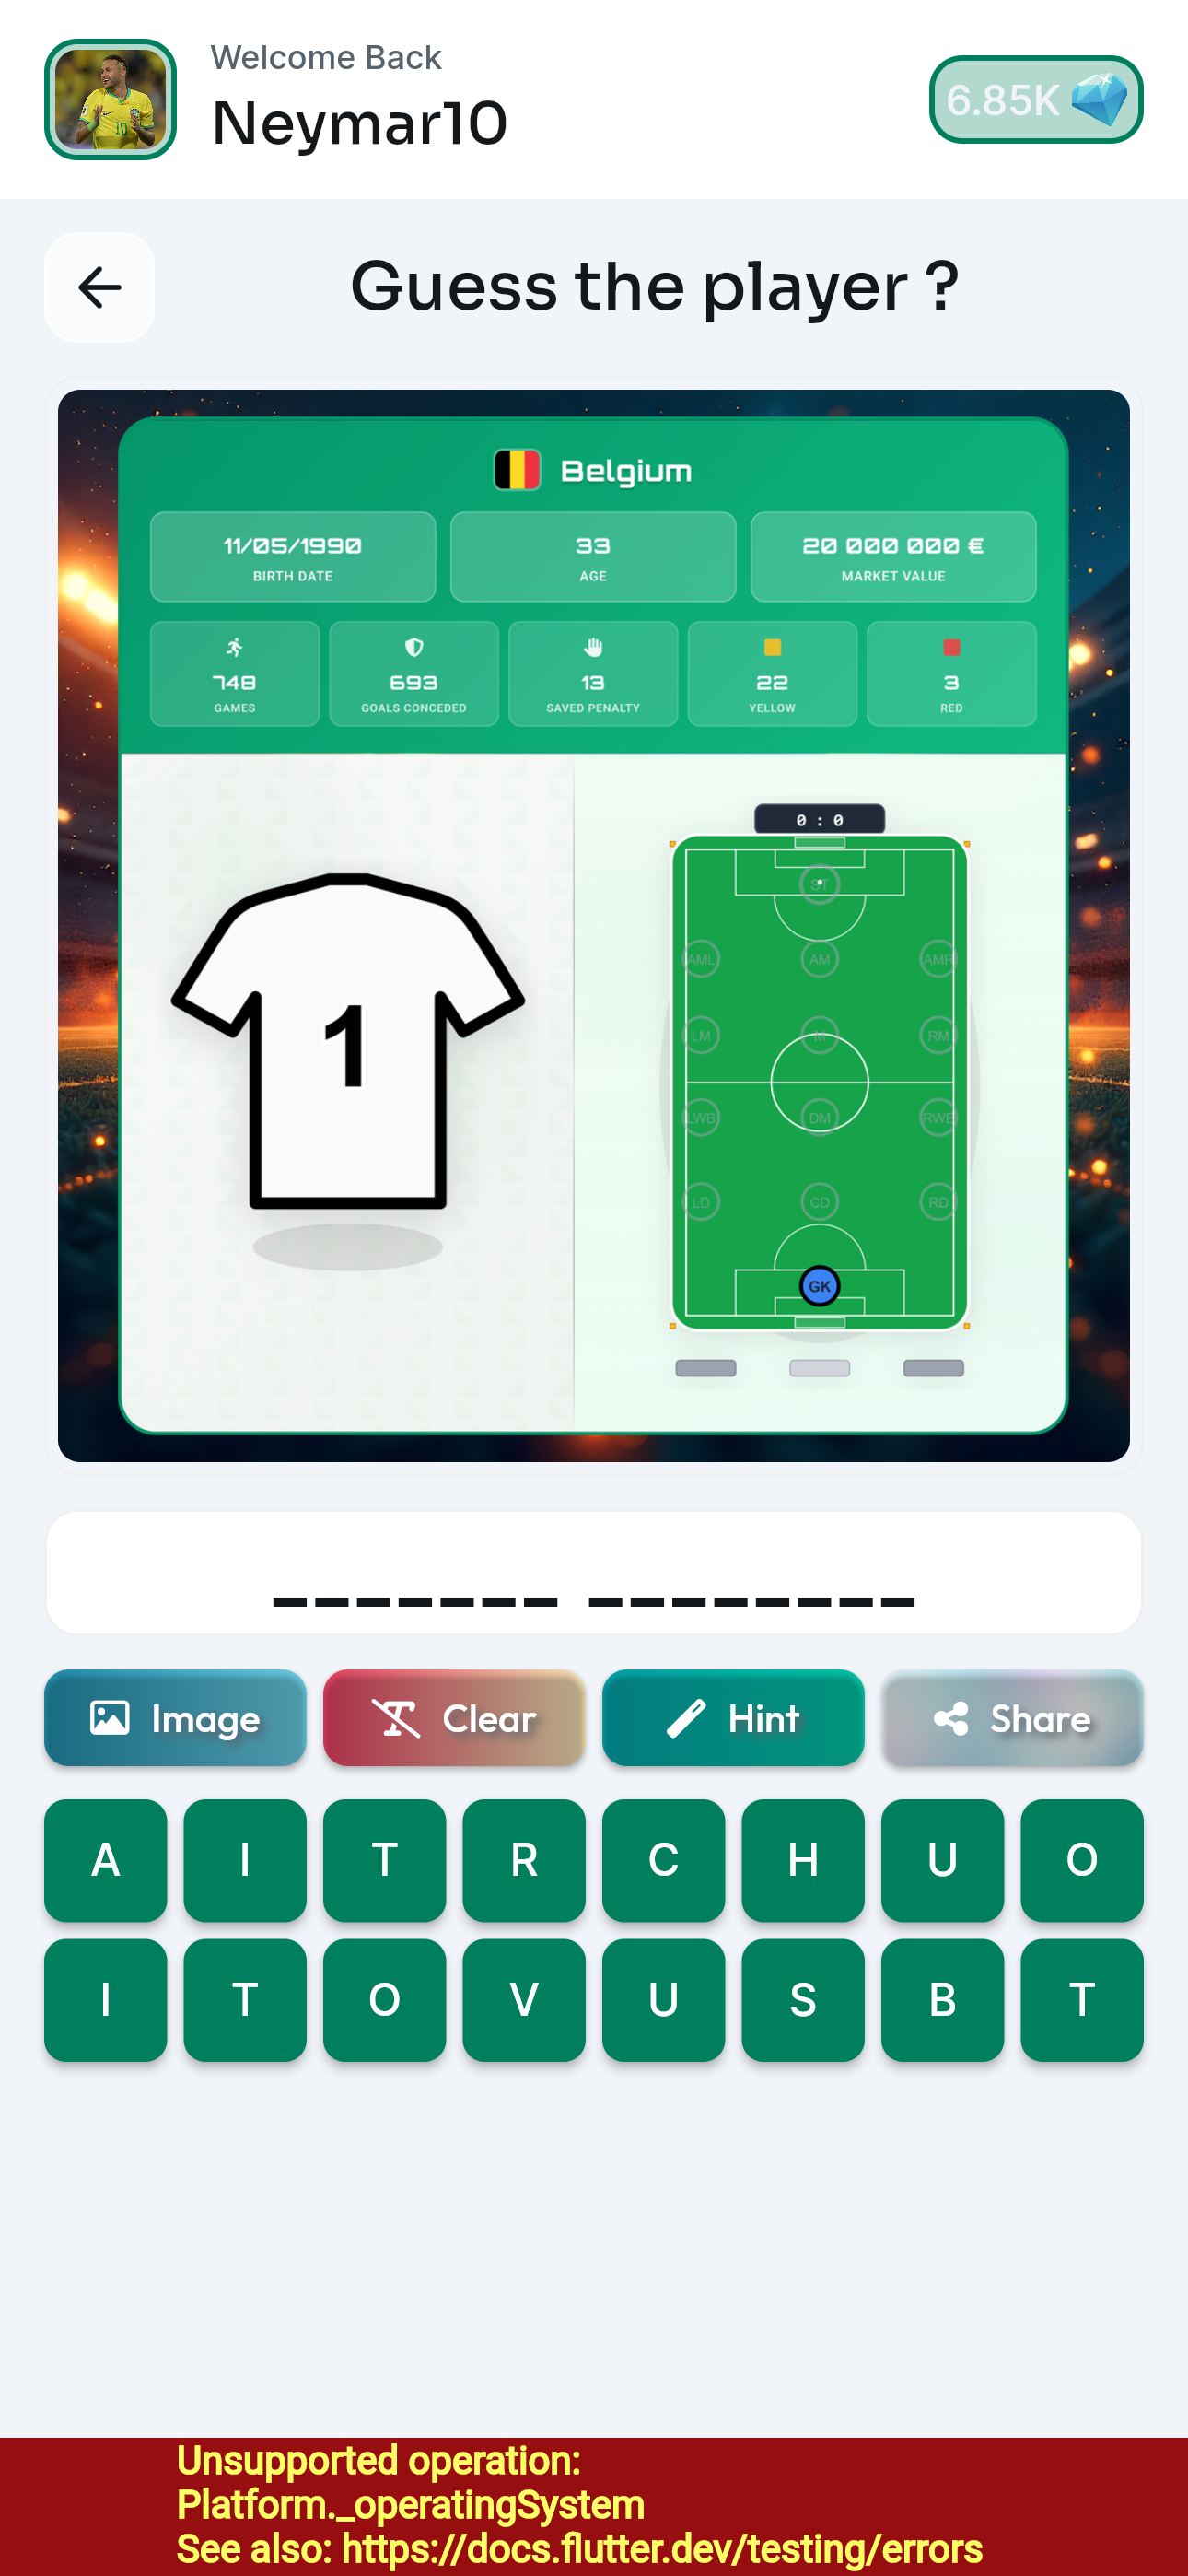 Welcome Back
Neymar10
6.85K
Guess the player ?
Belgium
11/05/1990
BIRTH DATE
33
AGE
20 000 000 €
MARKET VALUE
748
GAMES
693
GOALS CONCEDED
13
SAVED PENALTY
22
YELLOW
3
RED
1
0 : 0
ST
AML
AM
AMR
LM
M
RM
LWB
DM
RWB
LD
CD
RD
GK
_______ ________
Image
Clear
Hint
Share
A I T R C H U O
I T O V U S B T
Unsupported operation:
Platform._operatingSystem
See also: https://docs.flutter.dev/testing/errors